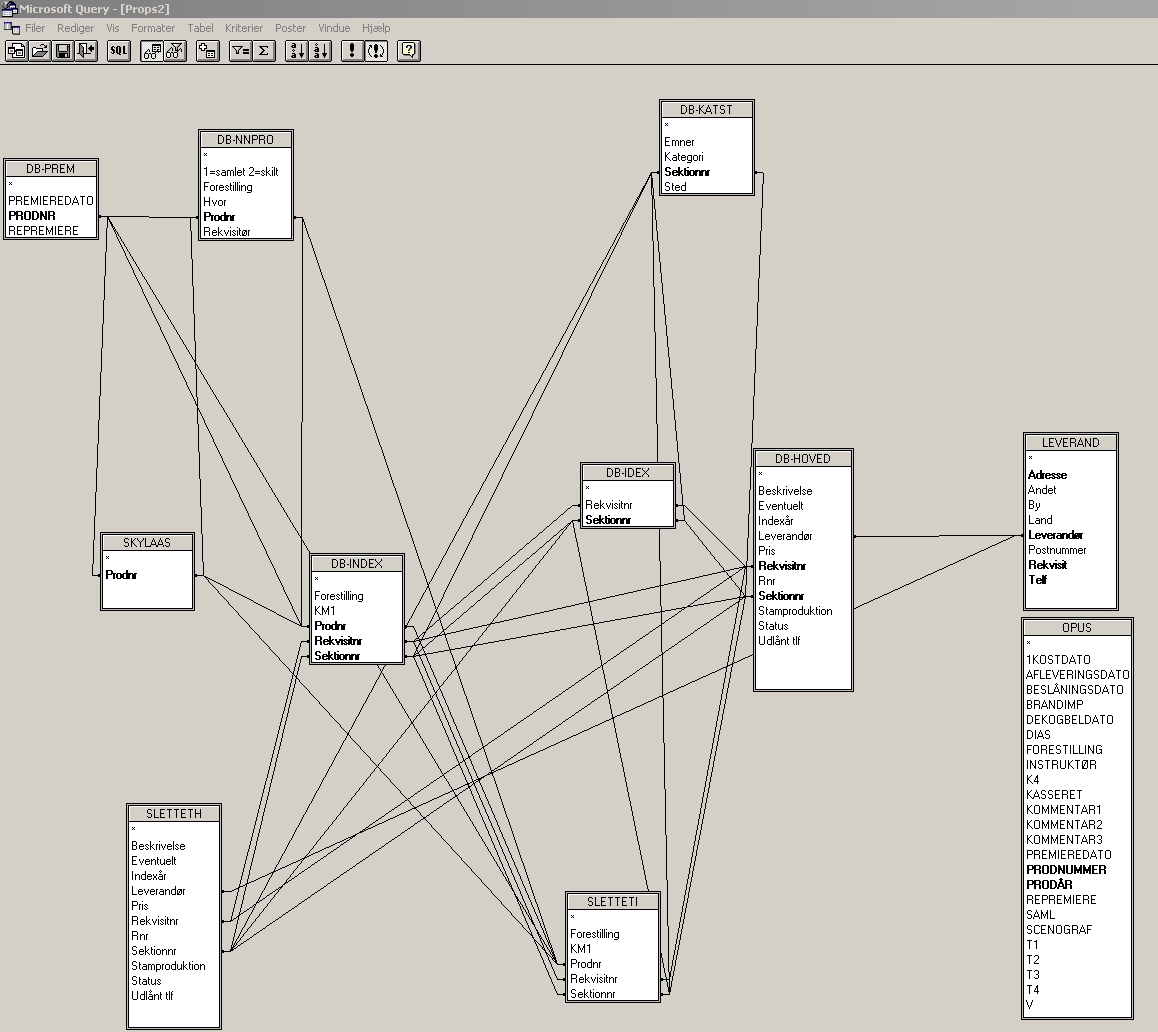 Microsoft Query - [Props2]
Filer Rediger Vis Formater Tabel Kriterier Poster Vindue Hjælp
SQL
DB-PREM
*
PREMIEREDATO
PRODNR
REPREMIERE
DB-NNPRO
*
1=samlet 2=skilt
Forestilling
Hvor
Prodnr
Rekvisitør
DB-KATST
*
Emner
Kategori
Sektionnr
Sted
SKYLAAS
*
Prodnr
DB-INDEX
*
Forestilling
KM1
Prodnr
Rekvisitnr
Sektionnr
DB-IDEX
*
Rekvisitnr
Sektionnr
DB-HOVED
*
Beskrivelse
Eventuelt
Indexår
Leverandør
Pris
Rekvisitnr
Rnr
Sektionnr
Stamproduktion
Status
Udlånt tlf
LEVERAND
*
Adresse
Andet
By
Land
Leverandør
Postnummer
Rekvisit
Telf
OPUS
*
1KOSTDATO
AFLEVERINGSDATO
BESLÅNINGSDATO
BRANDIMP
DEKOGBELDATO
DIAS
FORESTILLING
INSTRUKTØR
K4
KASSERET
KOMMENTAR1
KOMMENTAR2
KOMMENTAR3
PREMIEREDATO
PRODNUMMER
PRODÅR
REPREMIERE
SAML
SCENOGRAF
T1
T2
T3
T4
V
SLETTETH
*
Beskrivelse
Eventuelt
Indexår
Leverandør
Pris
Rekvisitnr
Rnr
Sektionnr
Stamproduktion
Status
Udlånt tlf
SLETTETI
*
Forestilling
KM1
Prodnr
Rekvisitnr
Sektionnr